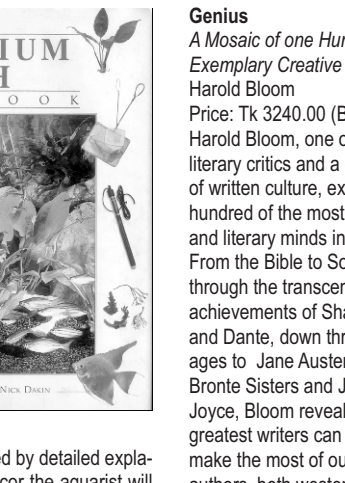 IUM
H
O O K
NICK DAKIN
ed by detailed expla-
cor the aquarist will
Genius
A Mosaic of one Hun
Exemplary Creative
Harold Bloom
Price: Tk 3240.00 (B
Harold Bloom, one o
literary critics and a
of written culture, ex
hundred of the most
and literary minds in
From the Bible to So
through the transcen
achievements of Sha
and Dante, down thr
ages to Jane Auster
Bronte Sisters and J
Joyce, Bloom reveal
greatest writers can
make the most of ou
authors, both wester